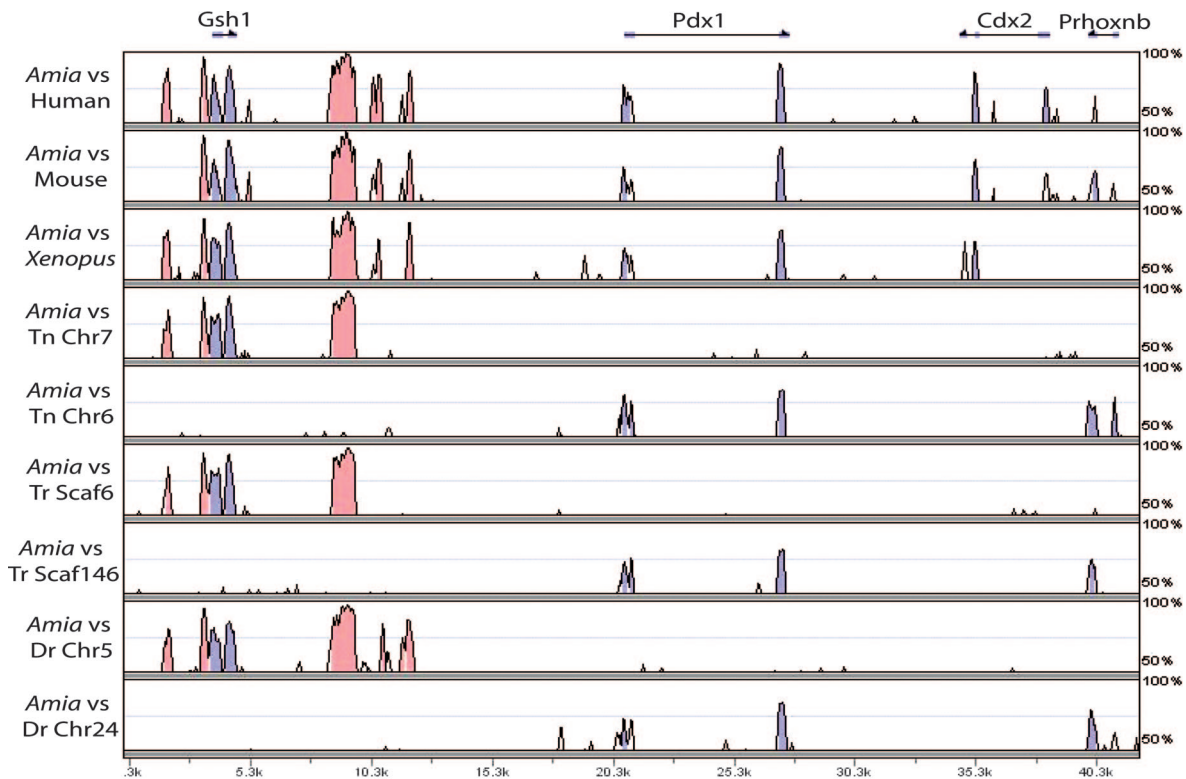 Gsh1 Pdx1 Cdx2 Prhoxnb
Amia vs
Human
100%
50%
Amia vs
Mouse
100%
50%
Amia vs
Xenopus
100%
50%
Amia vs
Tn Chr7
100%
50%
Amia vs
Tn Chr6
100%
50%
Amia vs
Tr Scaf6
100%
50%
Amia vs
Tr Scaf146
100%
50%
Amia vs
Dr Chr5
100%
50%
Amia vs
Dr Chr24
100%
50%
.3k 5.3k 10.3k 15.3k 20.3k 25.3k 30.3k 35.3k 40.3k